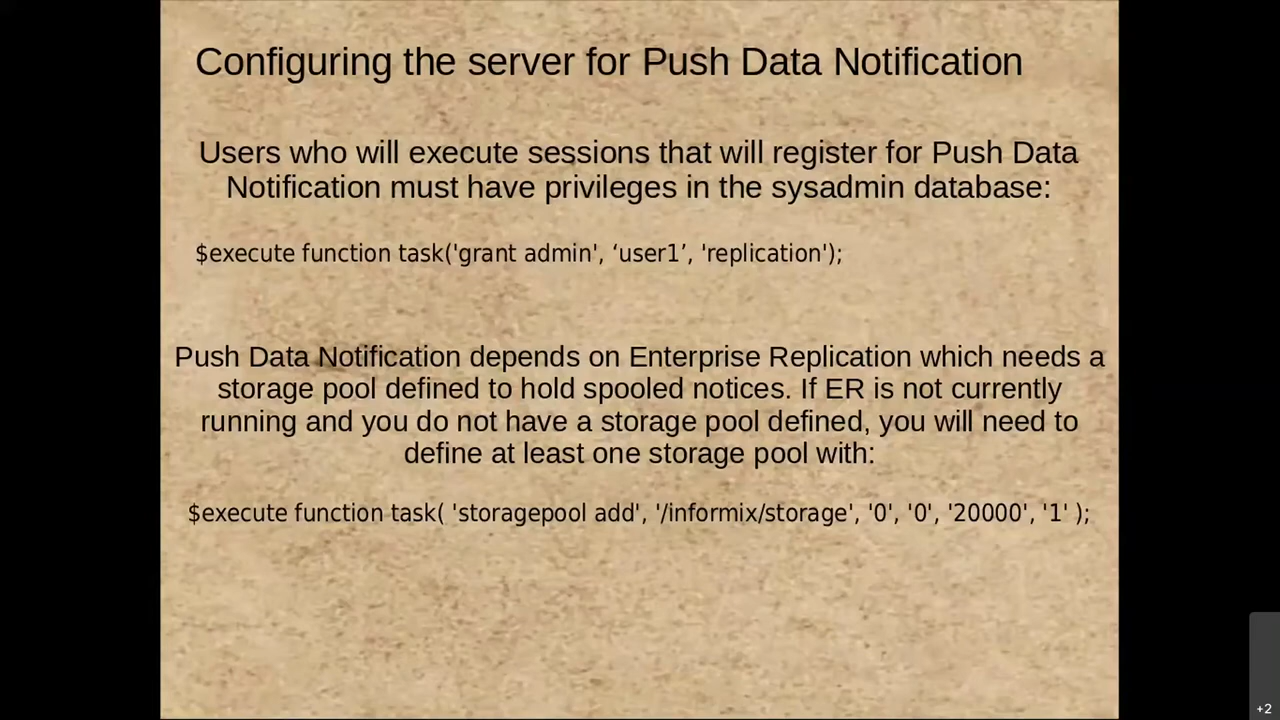 Configuring the server for Push Data Notification
Users who will execute sessions that will register for Push Data
Notification must have privileges in the sysadmin database:
$execute function task('grant admin', ‘user1’, 'replication');
Push Data Notification depends on Enterprise Replication which needs a
storage pool defined to hold spooled notices. If ER is not currently
running and you do not have a storage pool defined, you will need to
define at least one storage pool with:
$execute function task( 'storagepool add', '/informix/storage', '0', '0', '20000', '1' );
+2